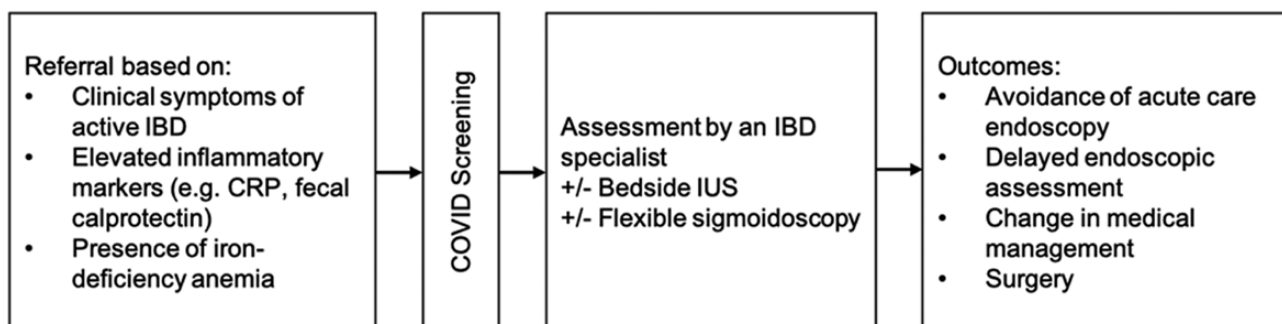 Referral based on:
• Clinical symptoms of
active IBD
• Elevated inflammatory
markers (e.g. CRP, fecal
calprotectin)
• Presence of iron-
deficiency anemia
COVID Screening
Assessment by an IBD
specialist
+/- Bedside IUS
+/- Flexible sigmoidoscopy
Outcomes:
• Avoidance of acute care
endoscopy
• Delayed endoscopic
assessment
• Change in medical
management
• Surgery